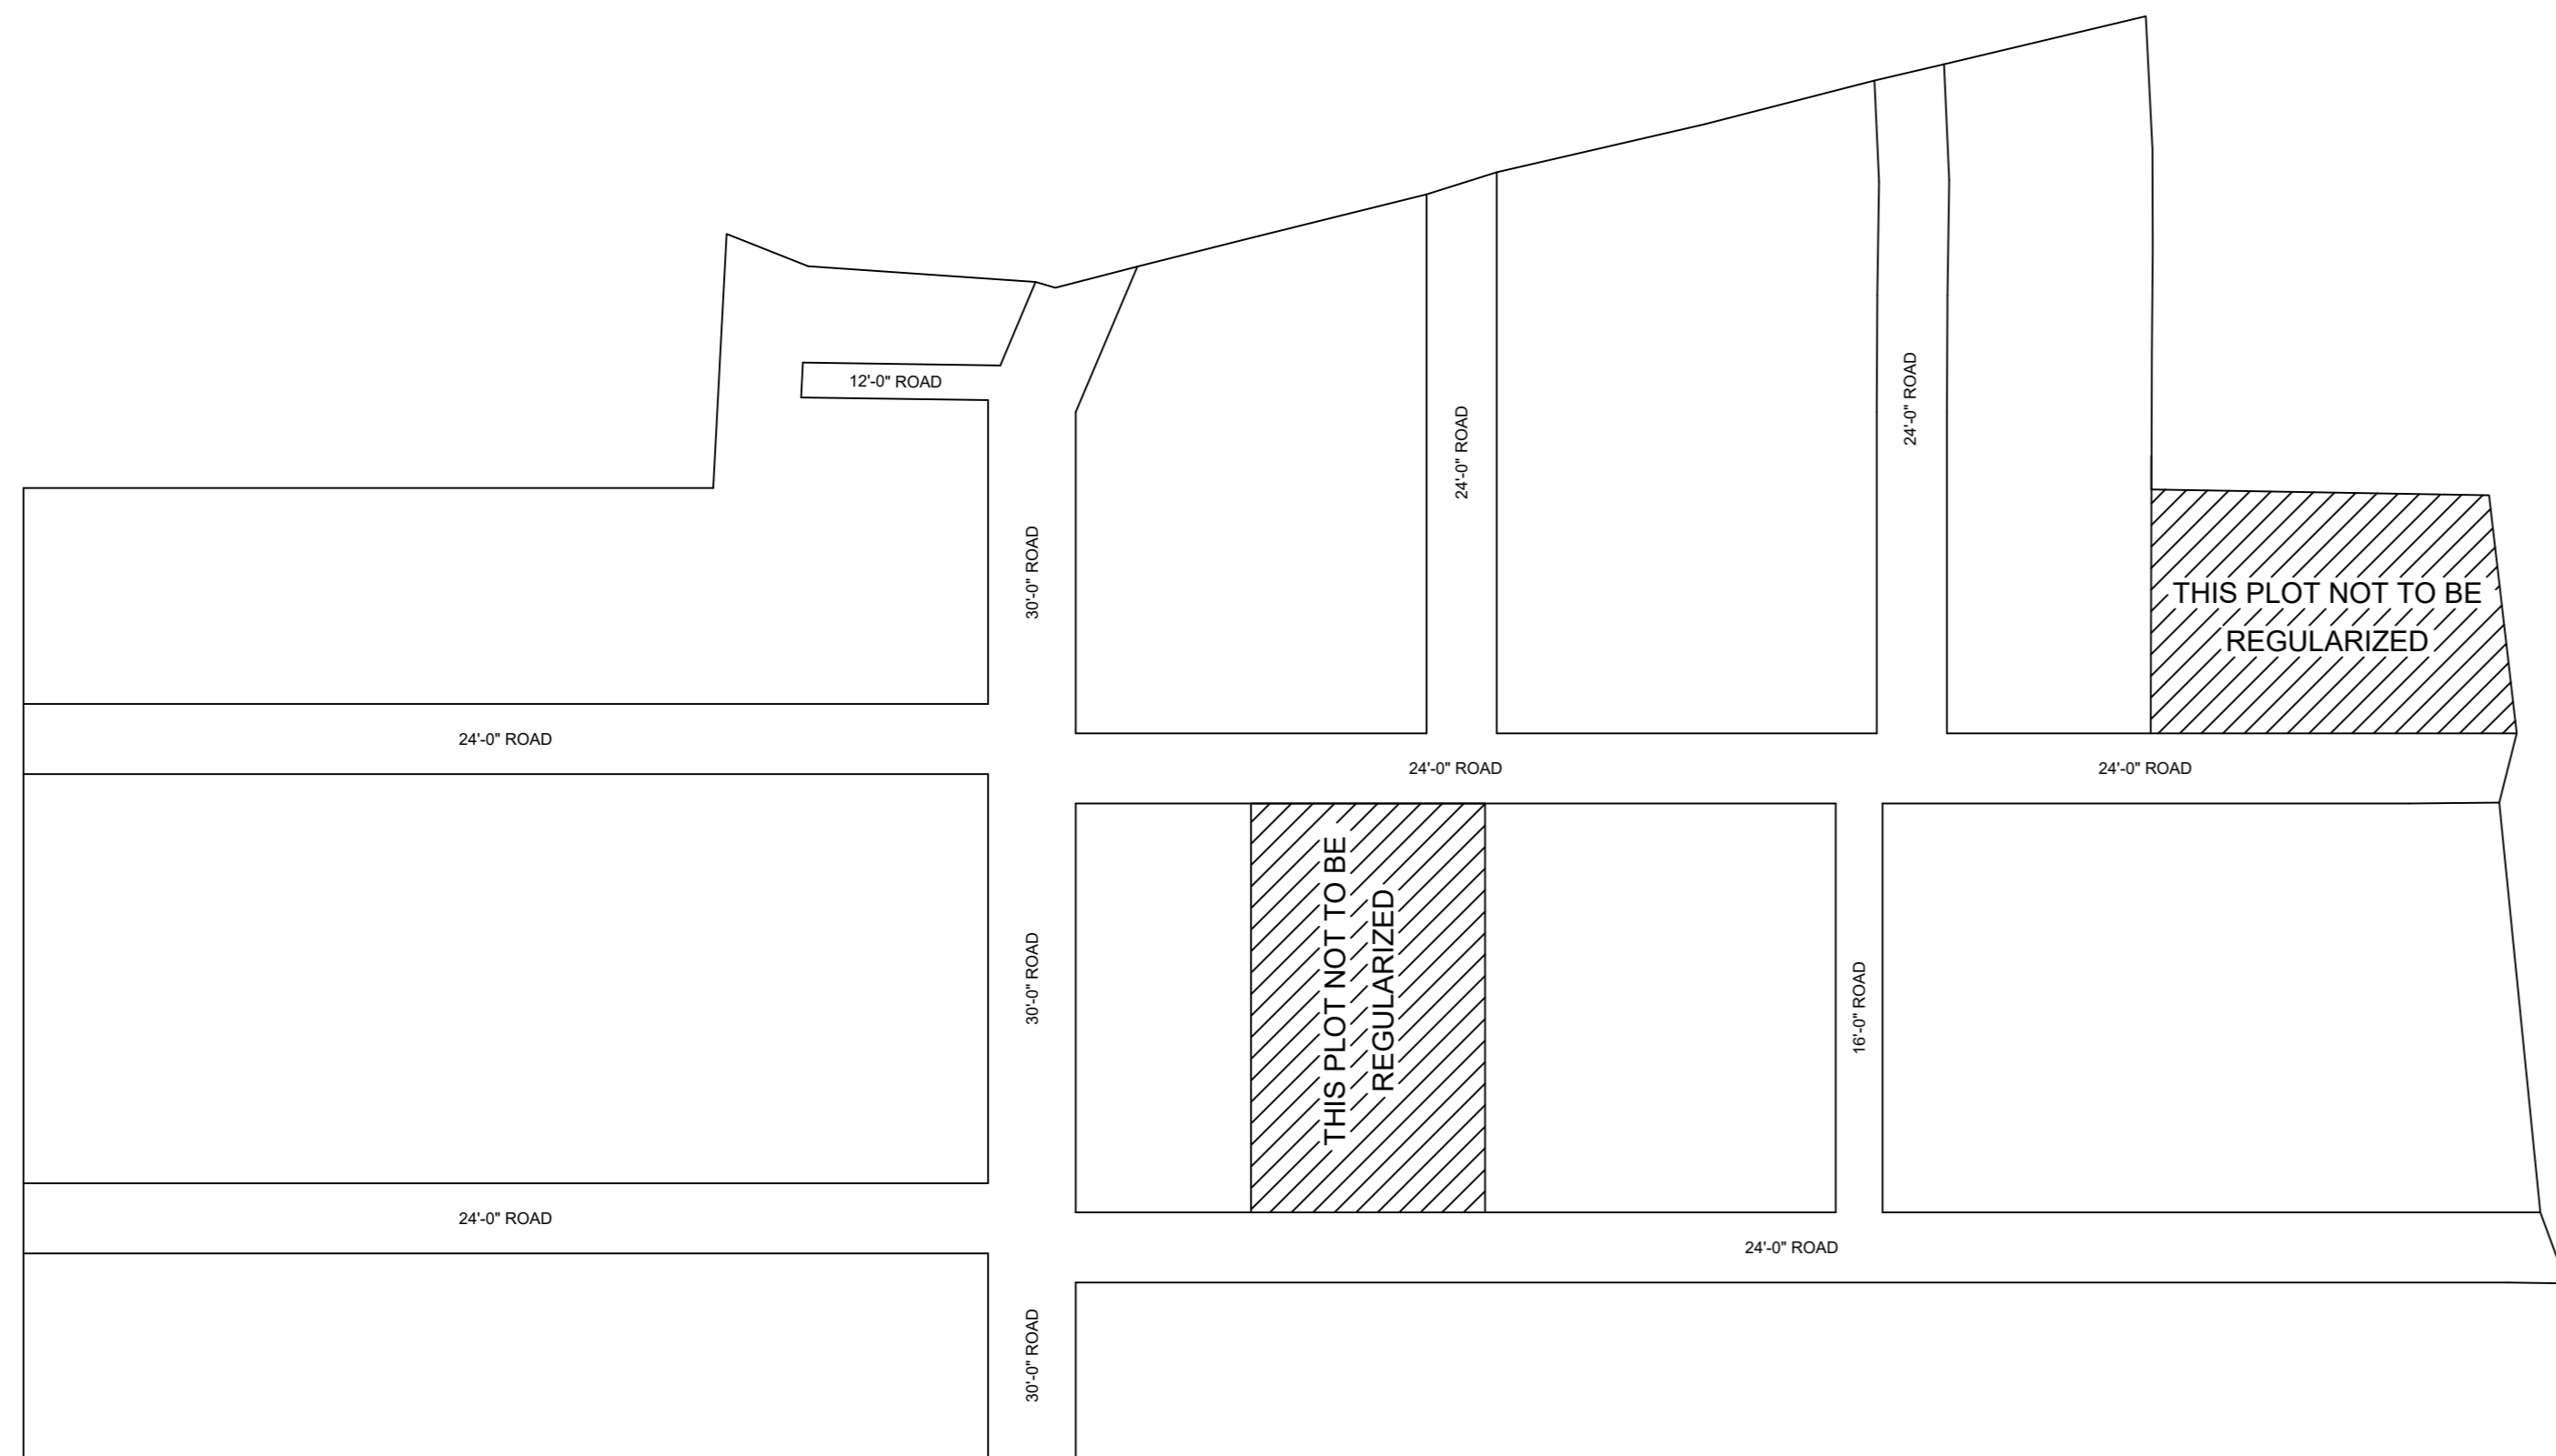 12'-0" ROAD
24'-0" ROAD
24'-0" ROAD
30'-0" ROAD
THIS PLOT NOT TO BE
REGULARIZED
24'-0" ROAD
24'-0" ROAD
24'-0" ROAD
THIS PLOT NOT TO BE
REGULARIZED
30'-0" ROAD
16'-0" ROAD
24'-0" ROAD
24'-0" ROAD
30'-0" ROAD